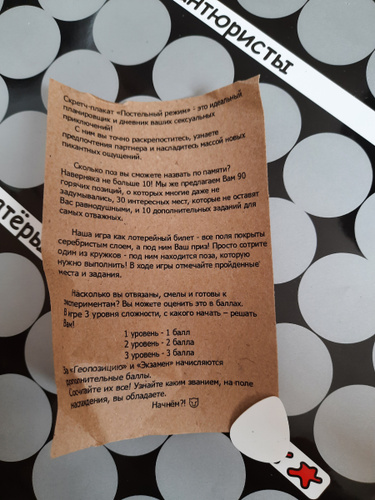 антюристы
тёры
Скретч-плакат «Постельный режим» - это идеальный
планировщик и дневник ваших сексуальных
приключений!
С ним вы точно раскрепоститесь, узнаете
предпочтения партнера и насладитесь массой новых
пикантных ощущений.
Сколько поз вы сможете назвать по памяти?
Наверняка не больше 10! Мы же предлагаем Вам 90
горячих позиций, о которых многие даже не
задумывались, 30 интересных мест, которые не оставят
Вас равнодушными, и 10 дополнительных заданий для
самых отважных.
Наша игра как лотерейный билет - все поля покрыты
серебристым слоем, а под ним Ваш приз! Просто сотрите
один из кружков - под ним находится поза, которую
нужно выполнить! В ходе игры отмечайте пройденные
места и задания.
Насколько вы отвязаны, смелы и готовы к
экспериментам? Вы можете оценить это в баллах.
В игре 3 уровня сложности, с какого начать – решать
Вам!
1 уровень - 1 балл
2 уровень - 2 балла
3 уровень - 3 балла
За «Геопозицию» и «Экзамен» начисляются
дополнительные баллы.
Сосчитайте их все! Узнайте каким званием, на поле
наслаждения, вы обладаете.
Начнём?!